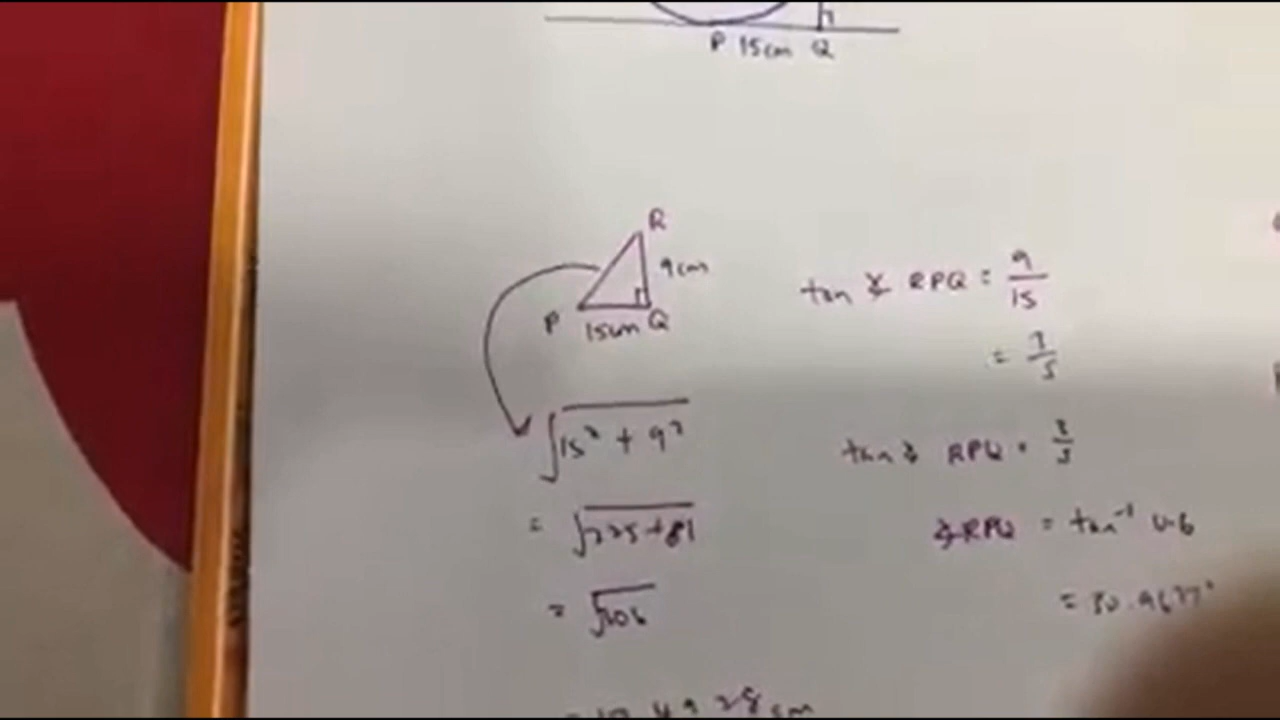 P 15cm Q
R
9cm
P 15cm Q
√15² + 9²
= √225+81
= √306
tan ∡ RPQ = 9/15
= 3/5
tan ∡ RPQ = 3/5
∡RPQ = tan⁻¹ 0.6
= 30.9637°